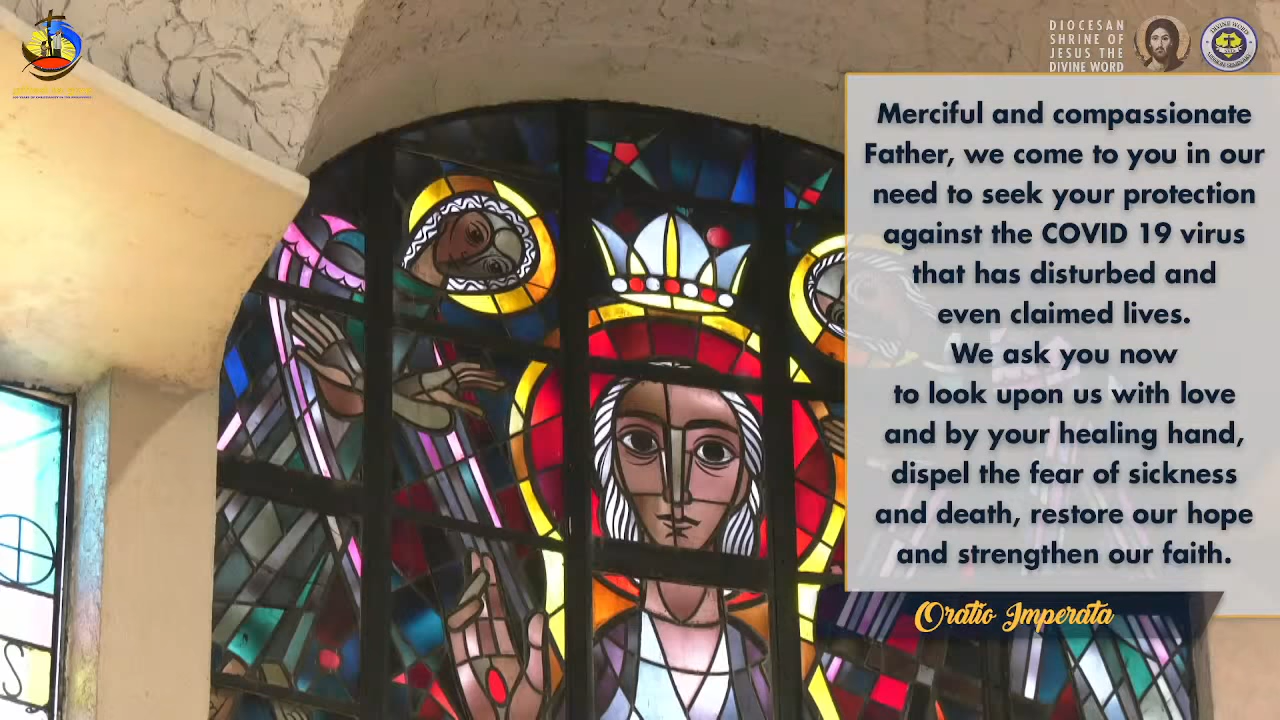 DIOCESAN
SHRINE OF
JESUS THE
DIVINE WORD
Merciful and compassionate
Father, we come to you in our
need to seek your protection
against the COVID 19 virus
that has disturbed and
even claimed lives.
We ask you now
to look upon us with love
and by your healing hand,
dispel the fear of sickness
and death, restore our hope
and strengthen our faith.
Oratio Imperata